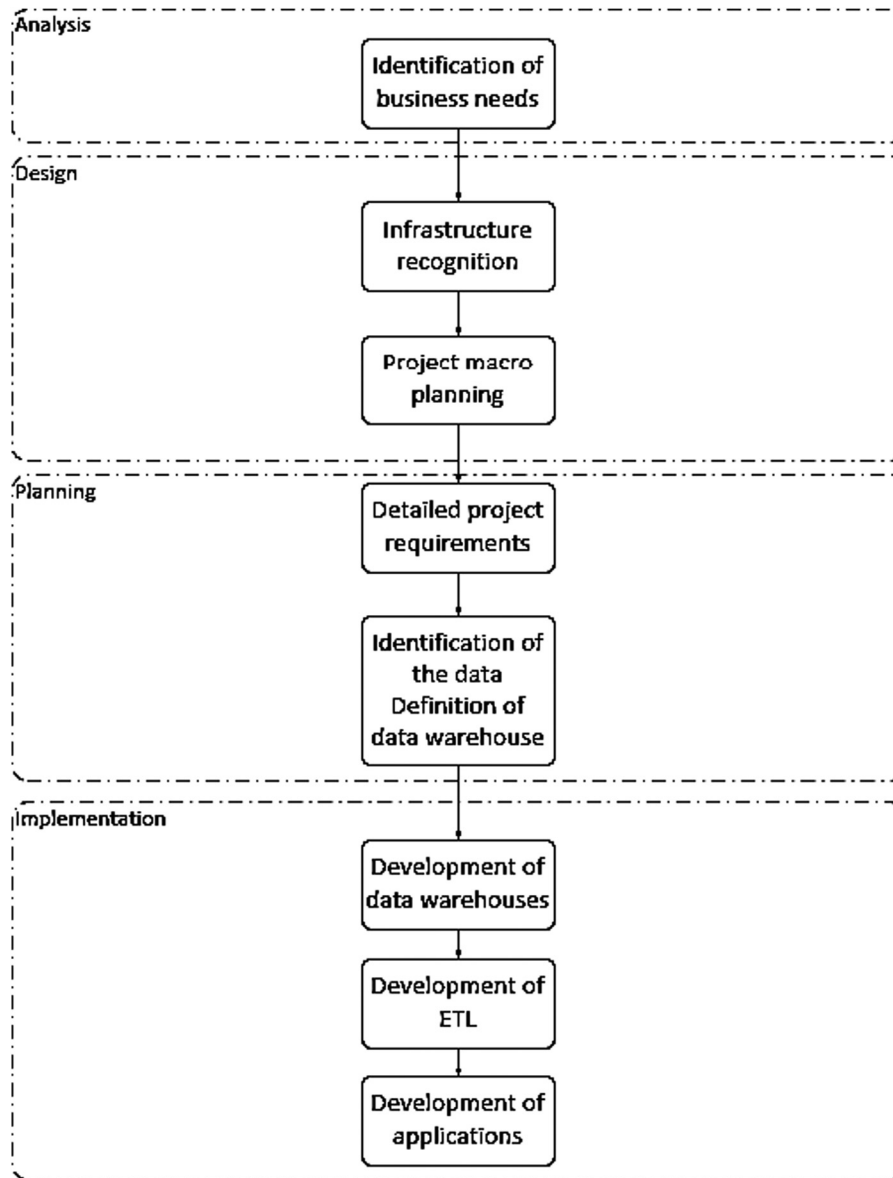 Analysis
Identification of
business needs
Design
Infrastructure
recognition
Project macro
planning
Planning
Detailed project
requirements
Identification of
the data
Definition of
data warehouse
Implementation
Development of
data warehouses
Development of
ETL
Development of
applications